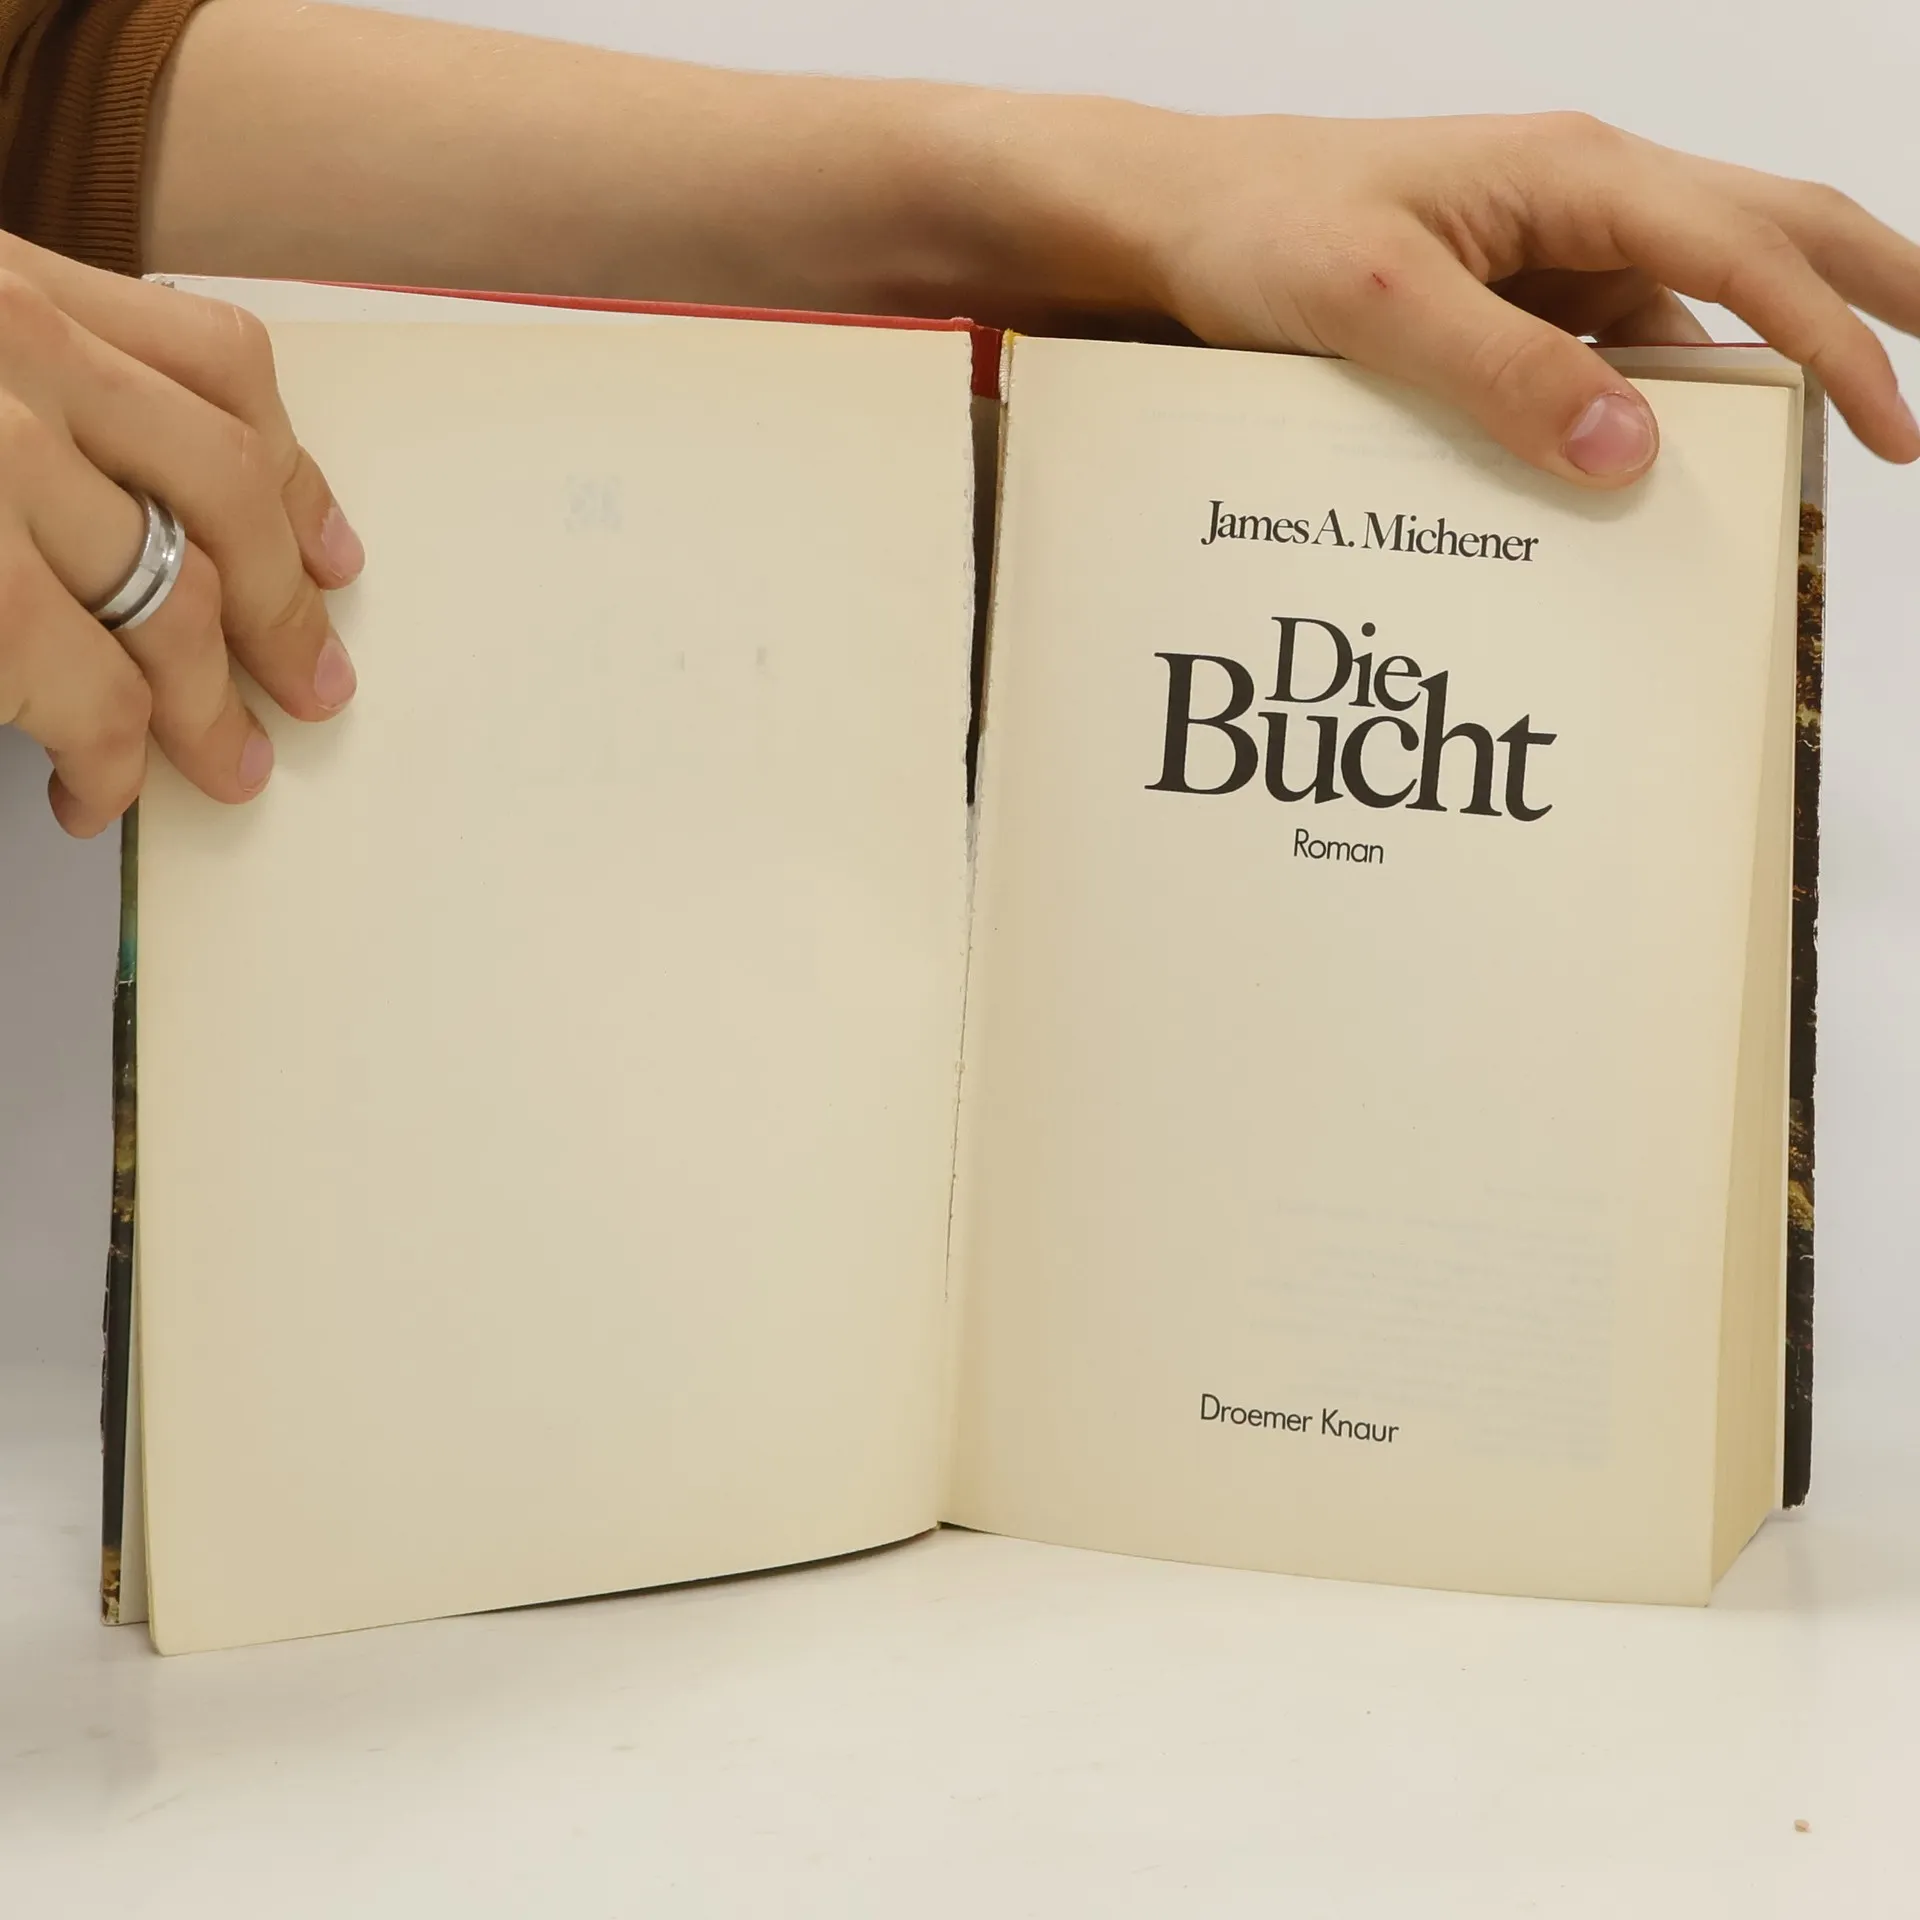 James A. Michener
Die
Bucht
Roman
Droemer Knaur